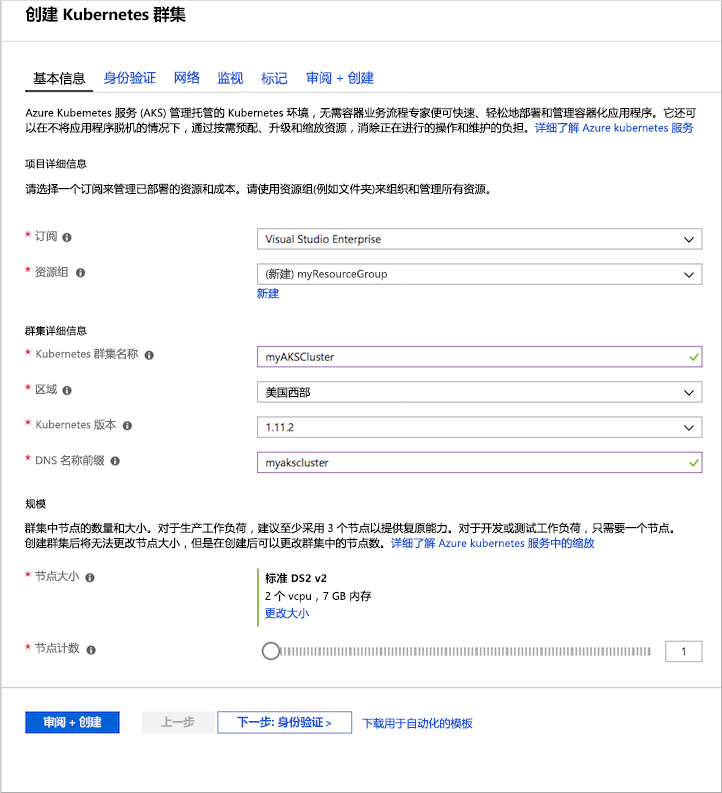 创建 Kubernetes 群集
基本信息 身份验证 网络 监视 标记 审阅 + 创建
Azure Kubemetes 服务 (AKS) 管理托管的 Kubernetes 环境，无需容器业务流程专家便可快速、轻松地部署和管理容器化应用程序。它还可
以在不将应用程序脱机的情况下，通过按需预配、升级和缩放资源，消除正在进行的操作和维护的负担。详细了解 Azure kubernetes 服务
项目详细信息
请选择一个订阅来管理已部署的资源和成本。请使用资源组(例如文件夹)来组织和管理所有资源。
* 订阅 Visual Studio Enterprise
* 资源组 (新建) myResourceGroup
新建
群集详细信息
* Kubernetes 群集名称 myAKSCluster
* 区域 美国西部
* Kubernetes 版本 1.11.2
* DNS 名称前缀 myakscluster
规模
群集中节点的数量和大小。对于生产工作负荷，建议至少采用 3 个节点以提供复原能力。对于开发或测试工作负荷，只需要一个节点。
创建群集后将无法更改节点大小，但是在创建后可以更改群集中的节点数。详细了解 Azure kubernetes 服务中的缩放
* 节点大小 标准 DS2 v2
2 个 vcpu，7 GB 内存
更改大小
* 节点计数 1
审阅 + 创建 上一步 下一步: 身份验证 > 下载用于自动化的模板